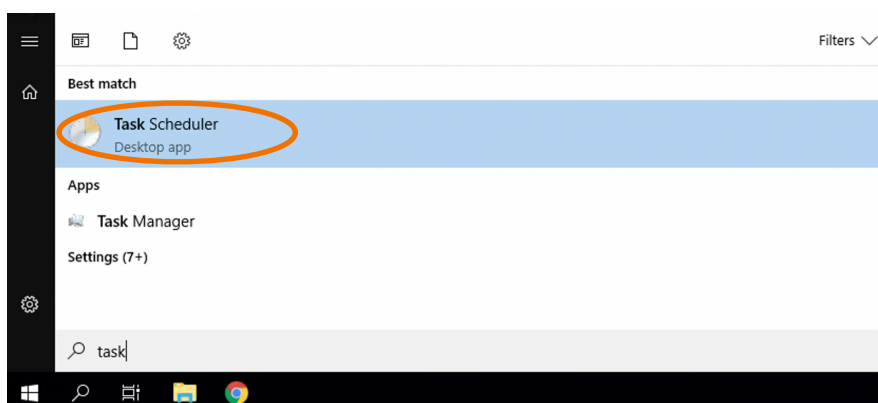 Filters
Best match
Task Scheduler
Desktop app
Apps
Task Manager
Settings (7+)
task